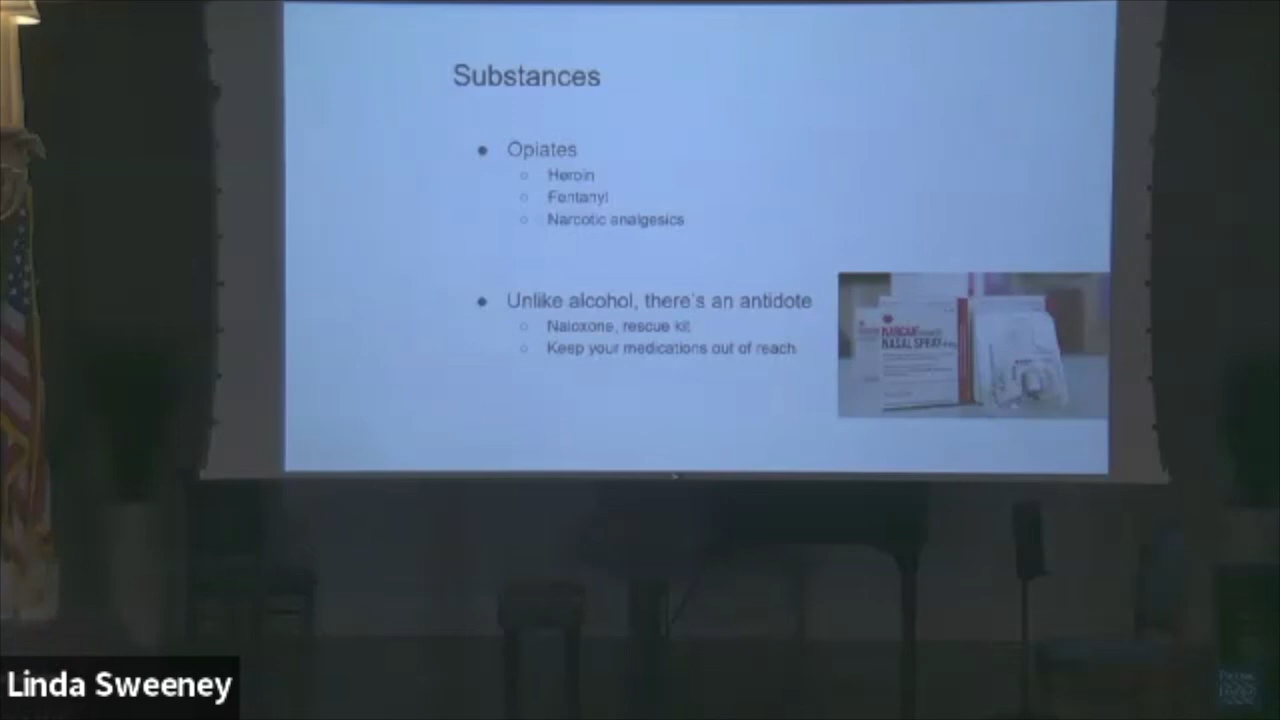 Substances
● Opiates
○ Heroin
○ Fentanyl
○ Narcotic analgesics
● Unlike alcohol, there's an antidote
○ Naloxone, rescue kit
○ Keep your medications out of reach
NARCAN
NASAL SPRAY
Linda Sweeney